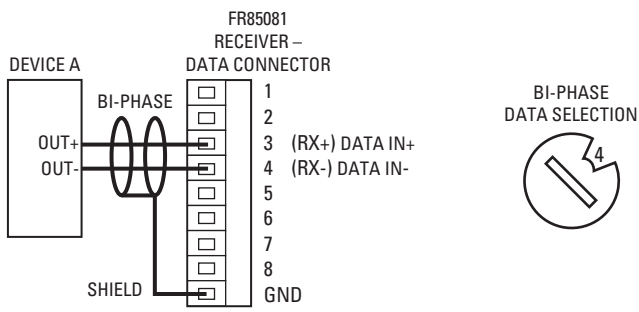 FR85081
RECEIVER –
DATA CONNECTOR
DEVICE A
BI-PHASE
OUT+
OUT-
SHIELD
1
2
3 (RX+) DATA IN+
4 (RX-) DATA IN-
5
6
7
8
GND
BI-PHASE
DATA SELECTION
4